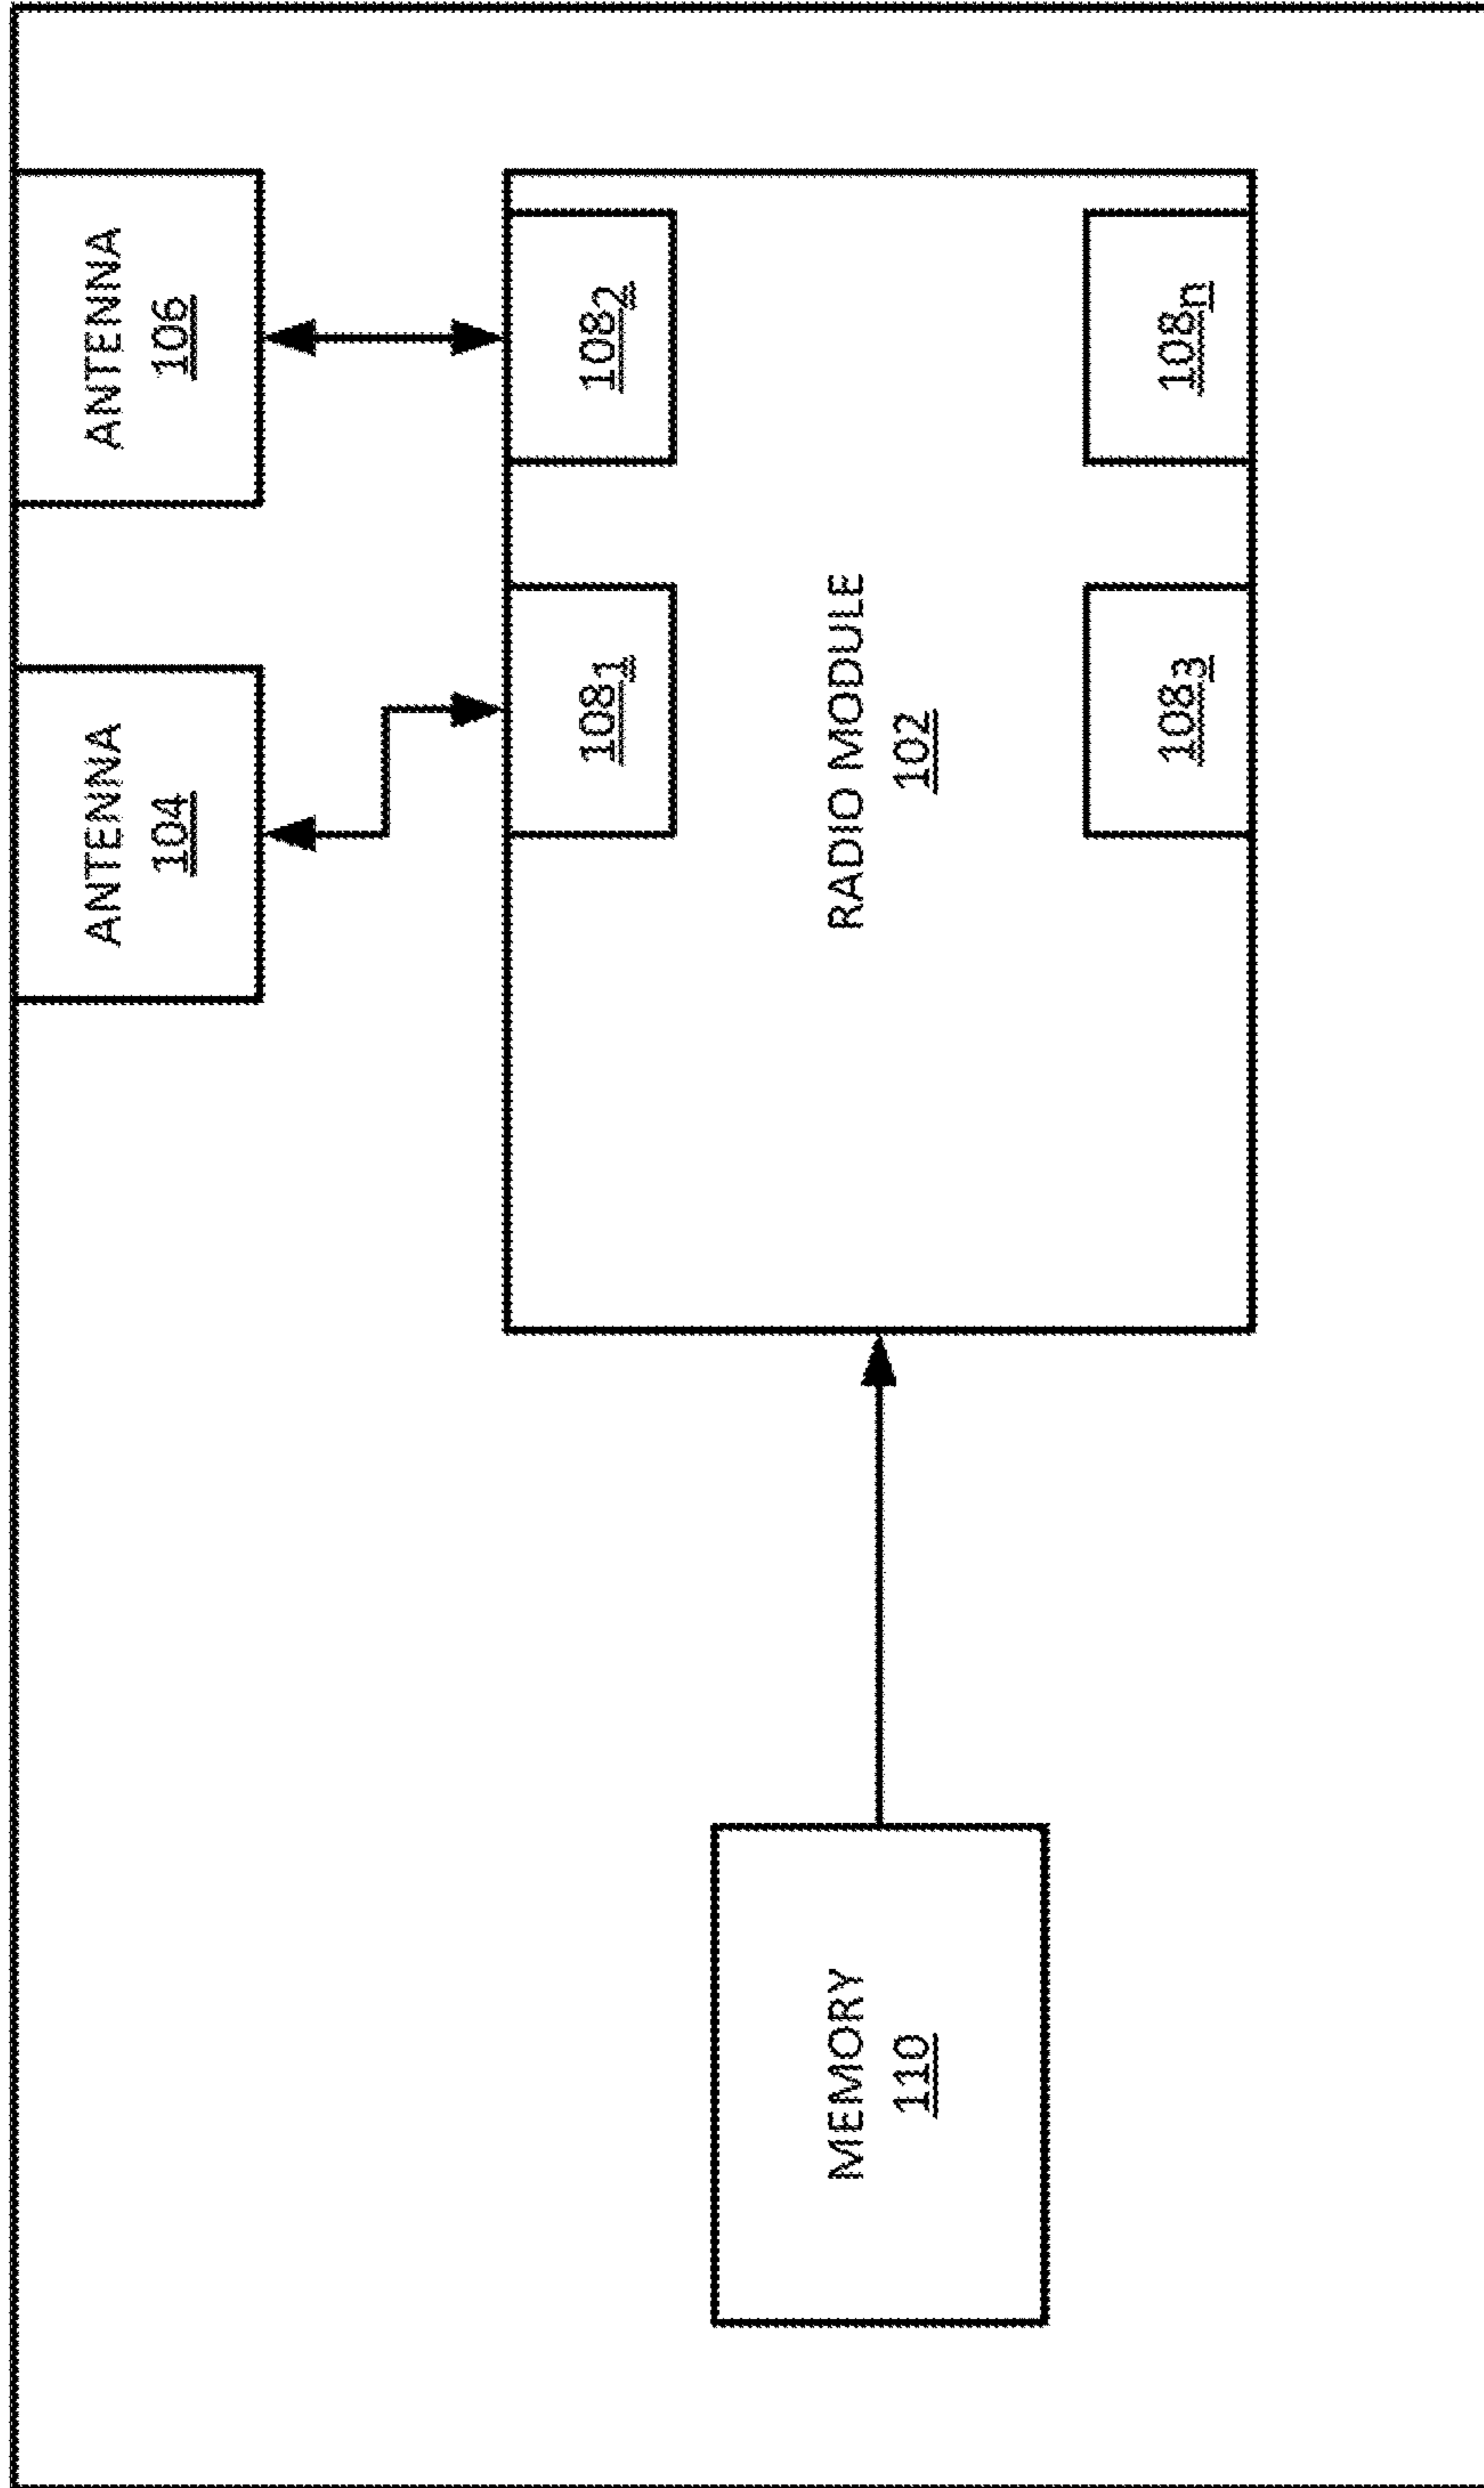 ANTENNA
104
ANTENNA
106
108₁
108₂
RADIO MODULE
102
108₃
108ₙ
MEMORY
110